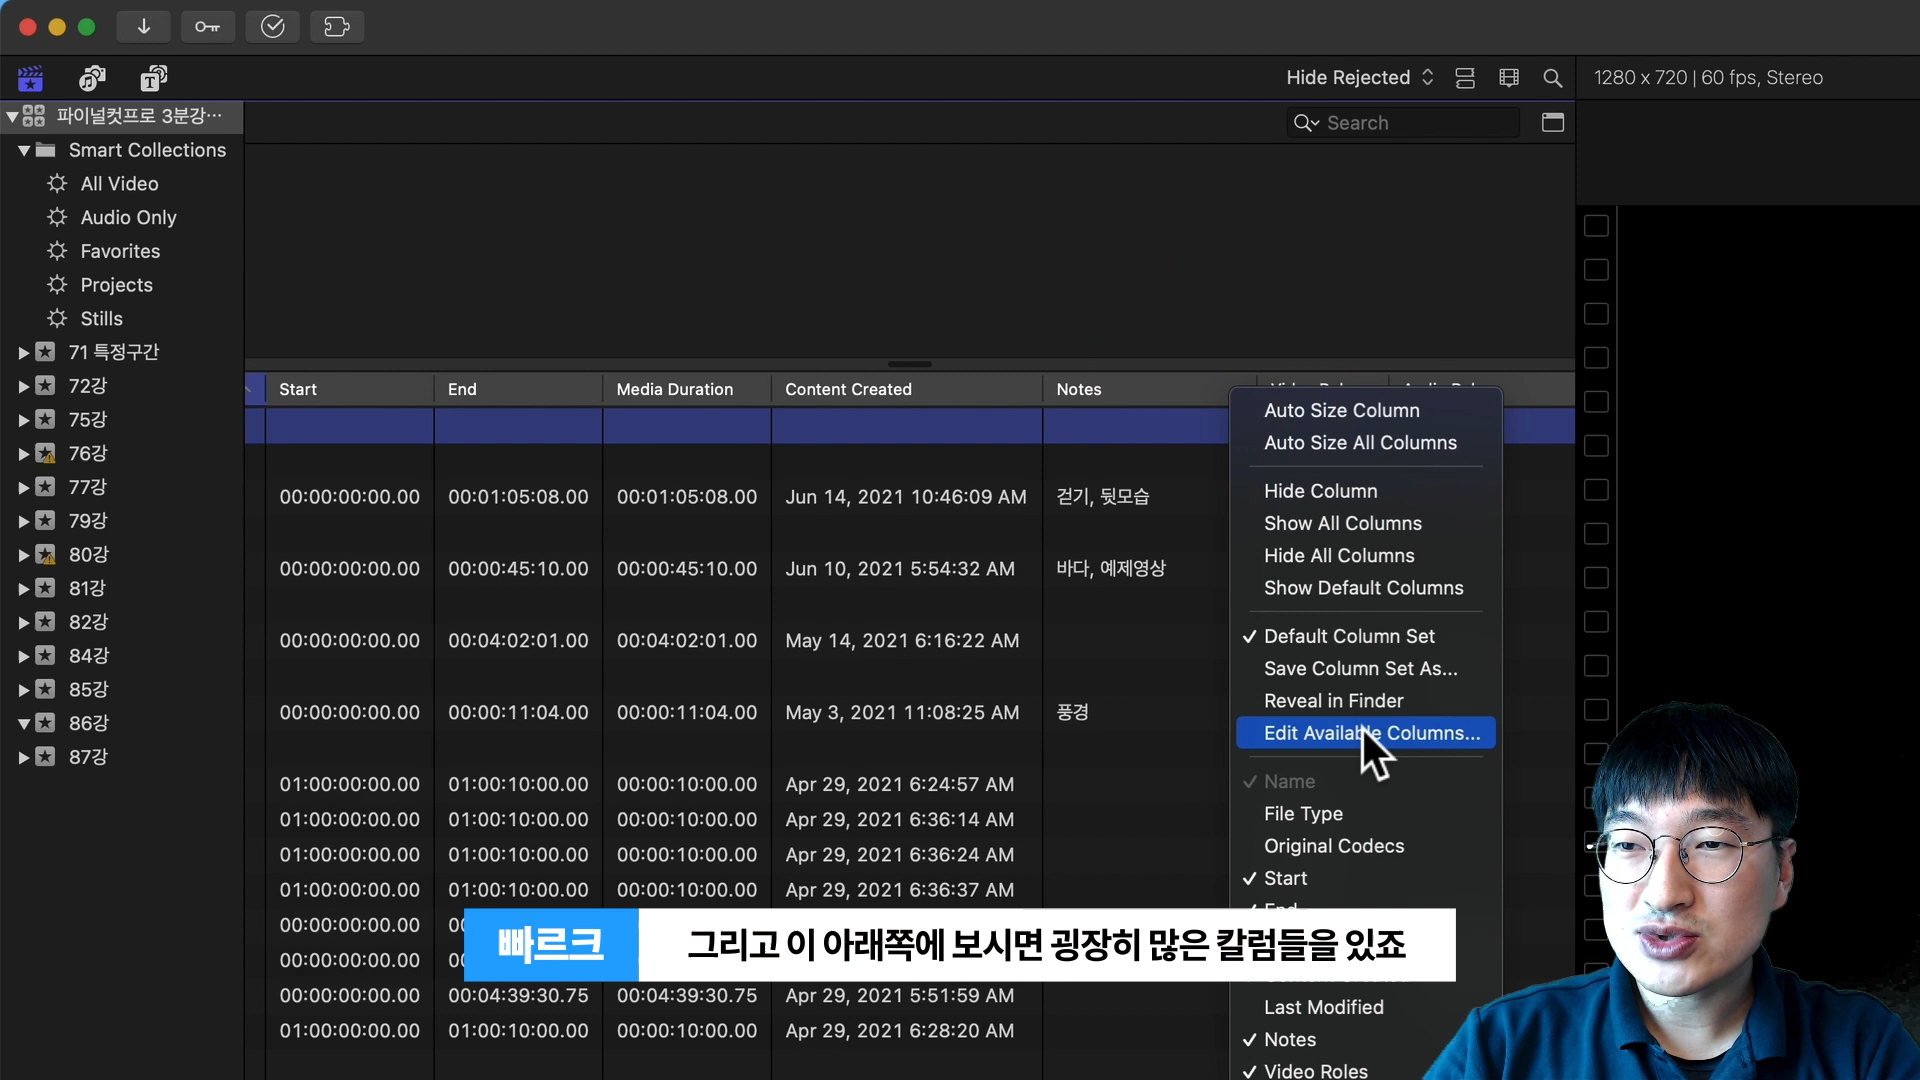 Hide Rejected
1280 x 720 | 60 fps, Stereo
파이널컷프로 3분강···
Search
Smart Collections
All Video
Audio Only
Favorites
Projects
Stills
71 특정구간
72강
75강
76강
77강
79강
80강
81강
82강
84강
85강
86강
87강
Start End Media Duration Content Created Notes
00:00:00:00.00 00:01:05:08.00 00:01:05:08.00 Jun 14, 2021 10:46:09 AM 걷기, 뒷모습
00:00:00:00.00 00:00:45:10.00 00:00:45:10.00 Jun 10, 2021 5:54:32 AM 바다, 예제영상
00:00:00:00.00 00:04:02:01.00 00:04:02:01.00 May 14, 2021 6:16:22 AM
00:00:00:00.00 00:00:11:04.00 00:00:11:04.00 May 3, 2021 11:08:25 AM 풍경
01:00:00:00.00 01:00:10:00.00 00:00:10:00.00 Apr 29, 2021 6:24:57 AM
01:00:00:00.00 01:00:10:00.00 00:00:10:00.00 Apr 29, 2021 6:36:14 AM
01:00:00:00.00 01:00:10:00.00 00:00:10:00.00 Apr 29, 2021 6:36:24 AM
01:00:00:00.00 01:00:10:00.00 00:00:10:00.00 Apr 29, 2021 6:36:37 AM
00:00:00:00.00 00
00:00:00:00.00 00
00:00:00:00.00 00:04:39:30.75 00:04:39:30.75 Apr 29, 2021 5:51:59 AM
01:00:00:00.00 01:00:10:00.00 00:00:10:00.00 Apr 29, 2021 6:28:20 AM
Auto Size Column
Auto Size All Columns
Hide Column
Show All Columns
Hide All Columns
Show Default Columns
Default Column Set
Save Column Set As...
Reveal in Finder
Edit Available Columns...
Name
File Type
Original Codecs
Start
Last Modified
Notes
Video Roles
빠르크 그리고 이 아래쪽에 보시면 굉장히 많은 칼럼들을 있죠